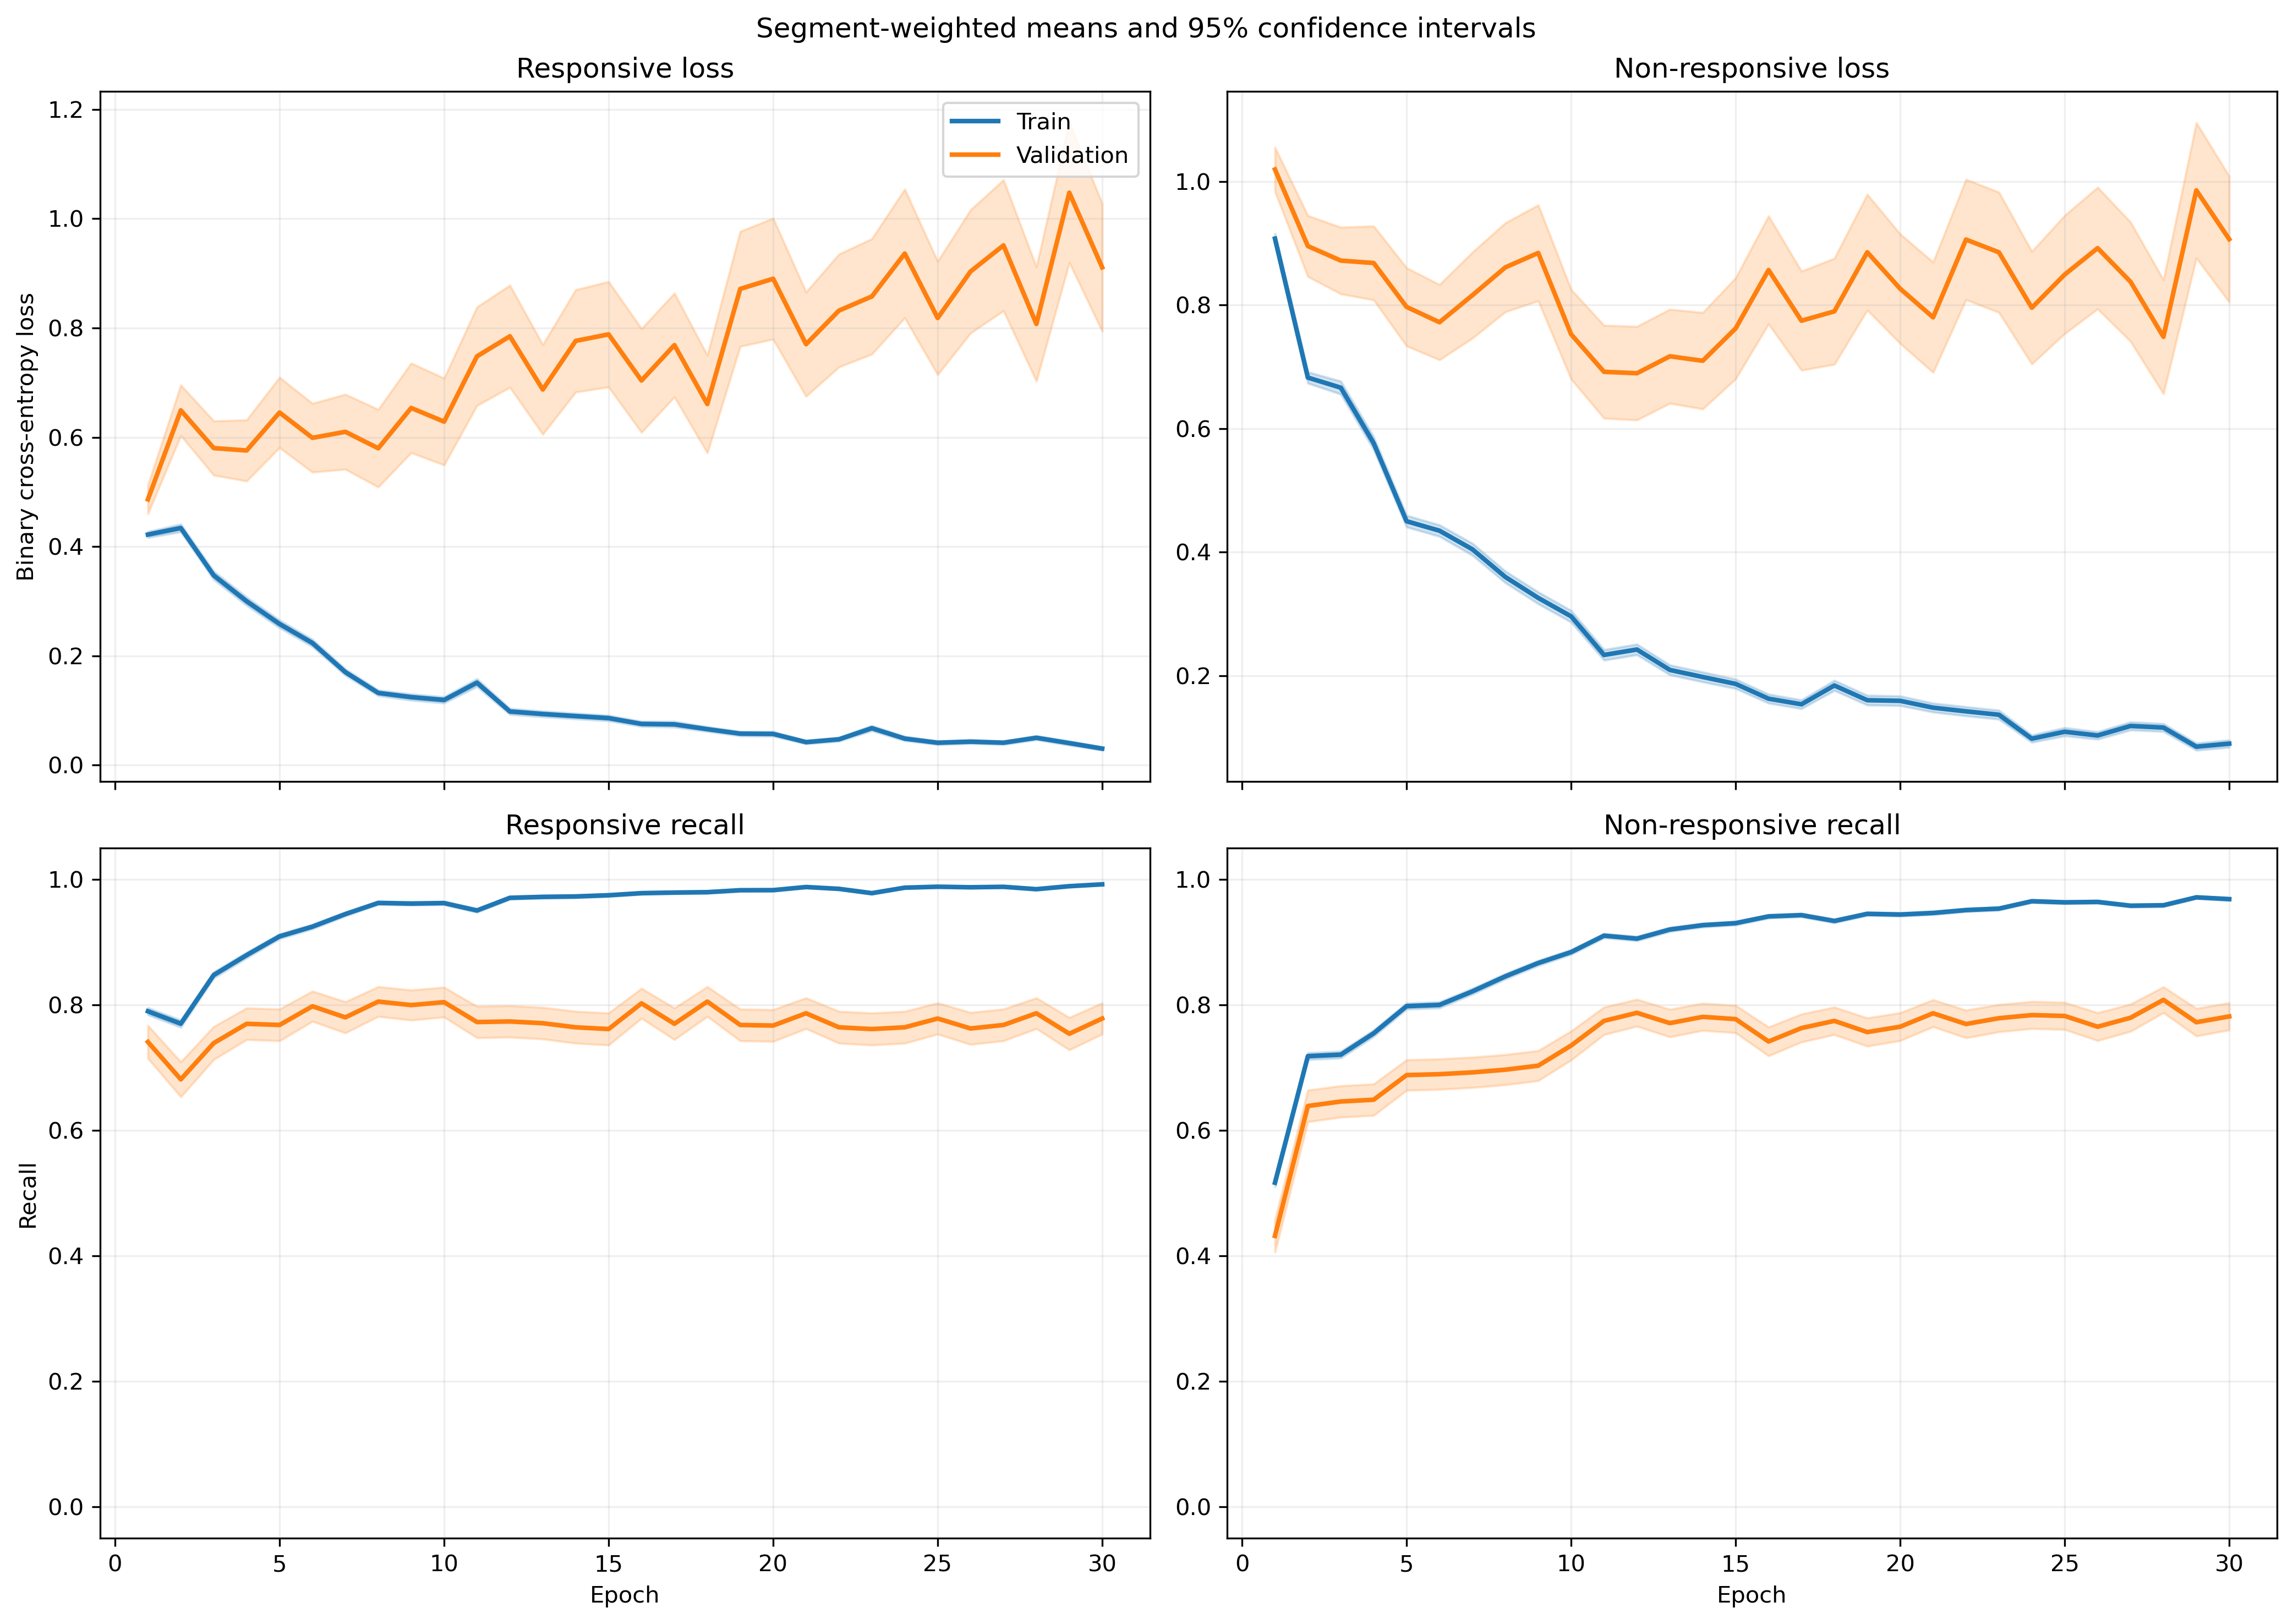 Segment-weighted means and 95% confidence intervals
Responsive loss
Non-responsive loss
Binary cross-entropy loss
1.2
1.0
0.8
0.6
0.4
0.2
0.0
Train
Validation
1.0
0.8
0.6
0.4
0.2
Responsive recall
Non-responsive recall
Recall
1.0
0.8
0.6
0.4
0.2
0.0
0 5 10 15 20 25 30
Epoch
1.0
0.8
0.6
0.4
0.2
0.0
0 5 10 15 20 25 30
Epoch